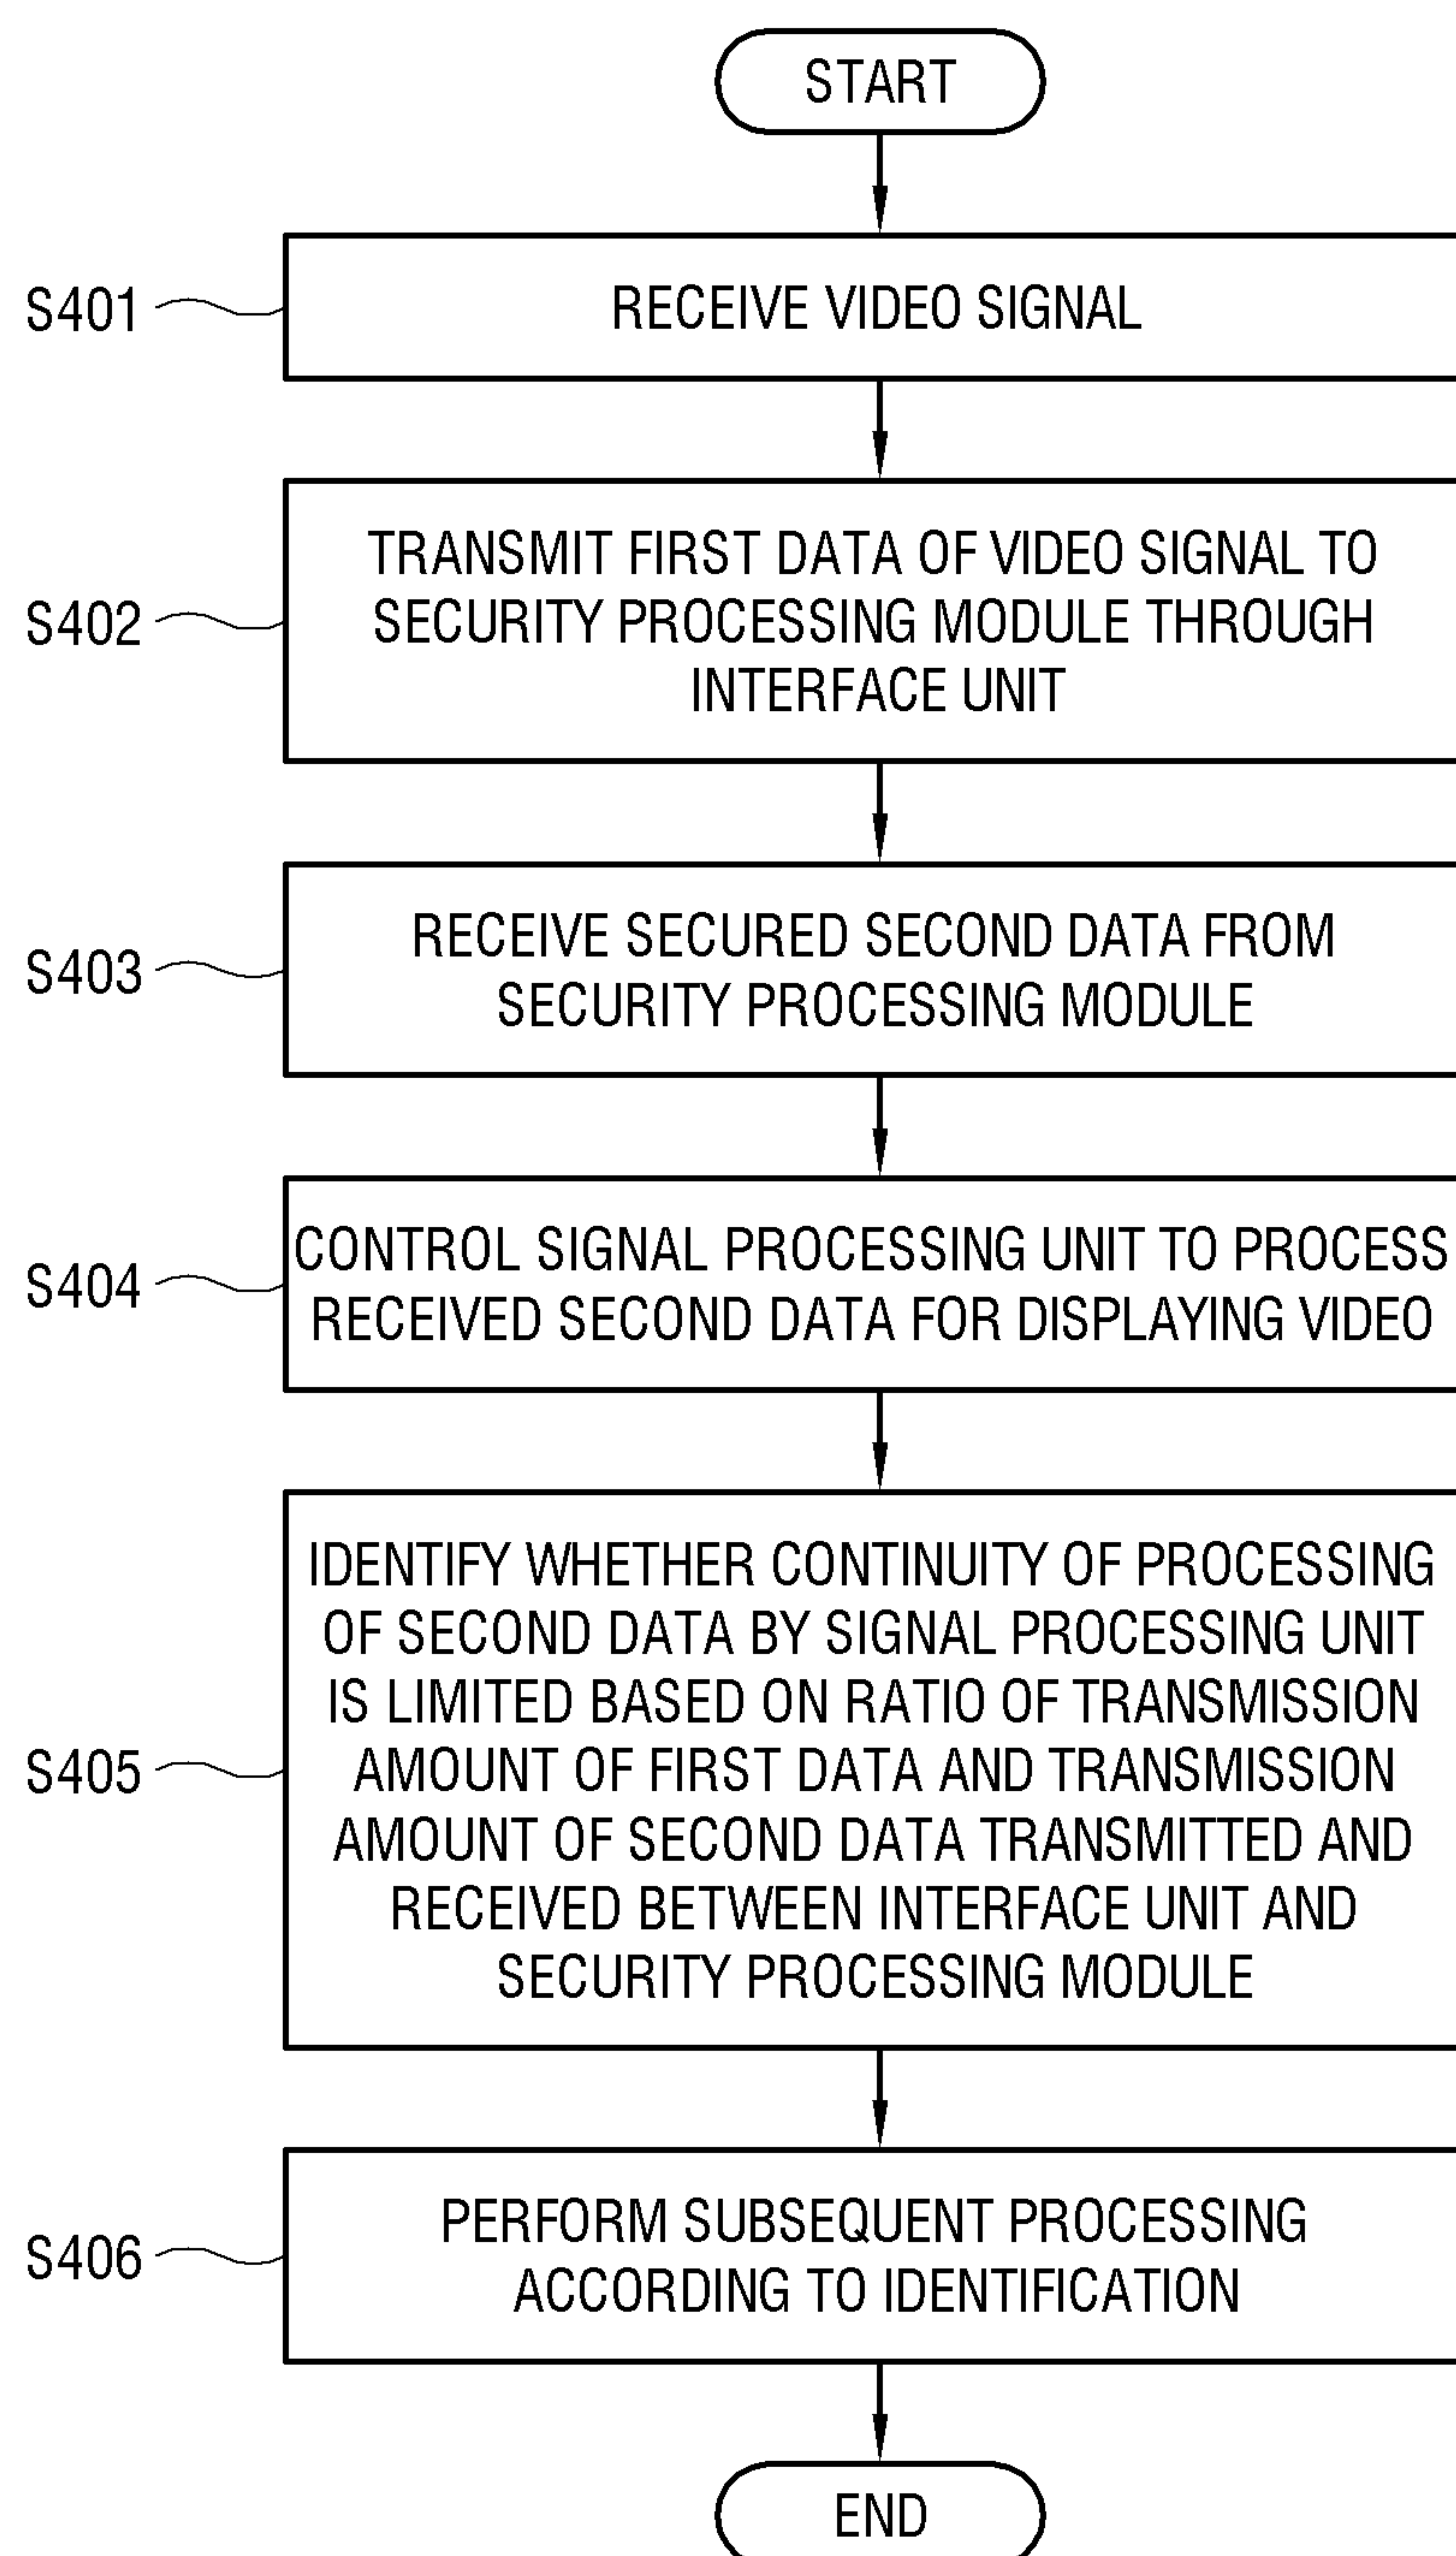 START
S401
RECEIVE VIDEO SIGNAL
S402
TRANSMIT FIRST DATA OF VIDEO SIGNAL TO
SECURITY PROCESSING MODULE THROUGH
INTERFACE UNIT
S403
RECEIVE SECURED SECOND DATA FROM
SECURITY PROCESSING MODULE
S404
CONTROL SIGNAL PROCESSING UNIT TO PROCESS
RECEIVED SECOND DATA FOR DISPLAYING VIDEO
S405
IDENTIFY WHETHER CONTINUITY OF PROCESSING
OF SECOND DATA BY SIGNAL PROCESSING UNIT
IS LIMITED BASED ON RATIO OF TRANSMISSION
AMOUNT OF FIRST DATA AND TRANSMISSION
AMOUNT OF SECOND DATA TRANSMITTED AND
RECEIVED BETWEEN INTERFACE UNIT AND
SECURITY PROCESSING MODULE
S406
PERFORM SUBSEQUENT PROCESSING
ACCORDING TO IDENTIFICATION
END